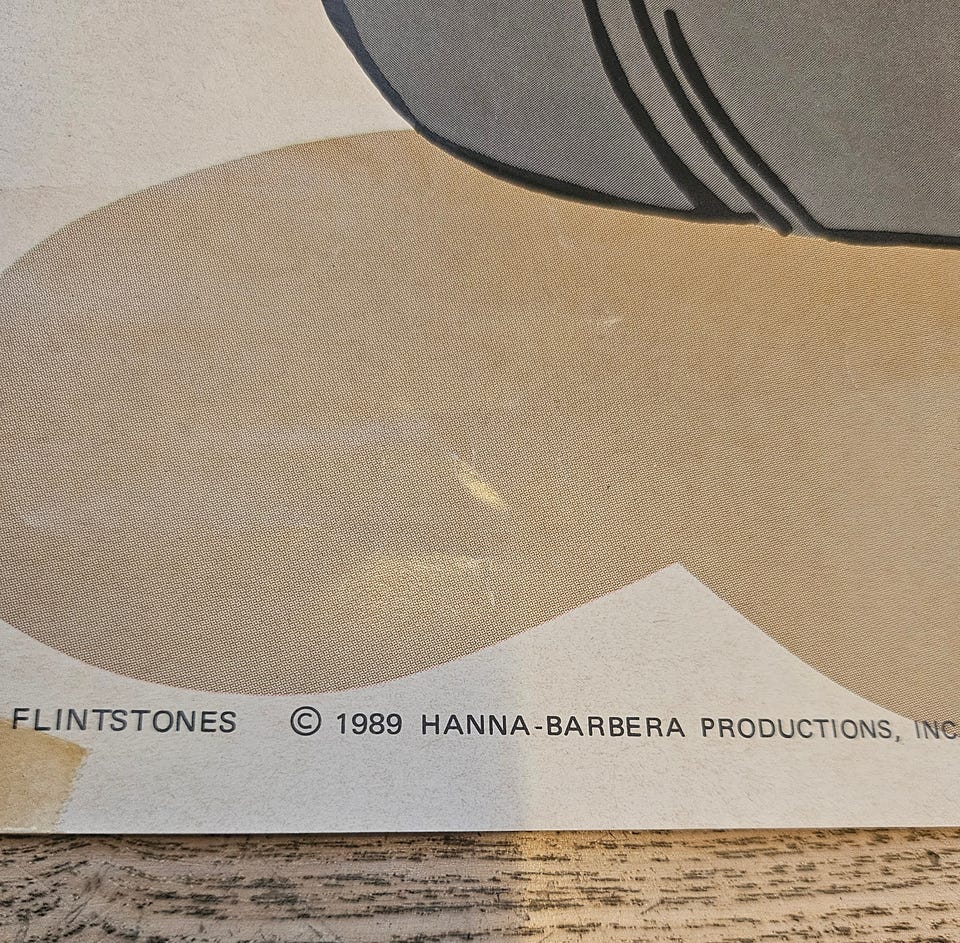 FLINTSTONES © 1989 HANNA-BARBERA PRODUCTIONS, INC.